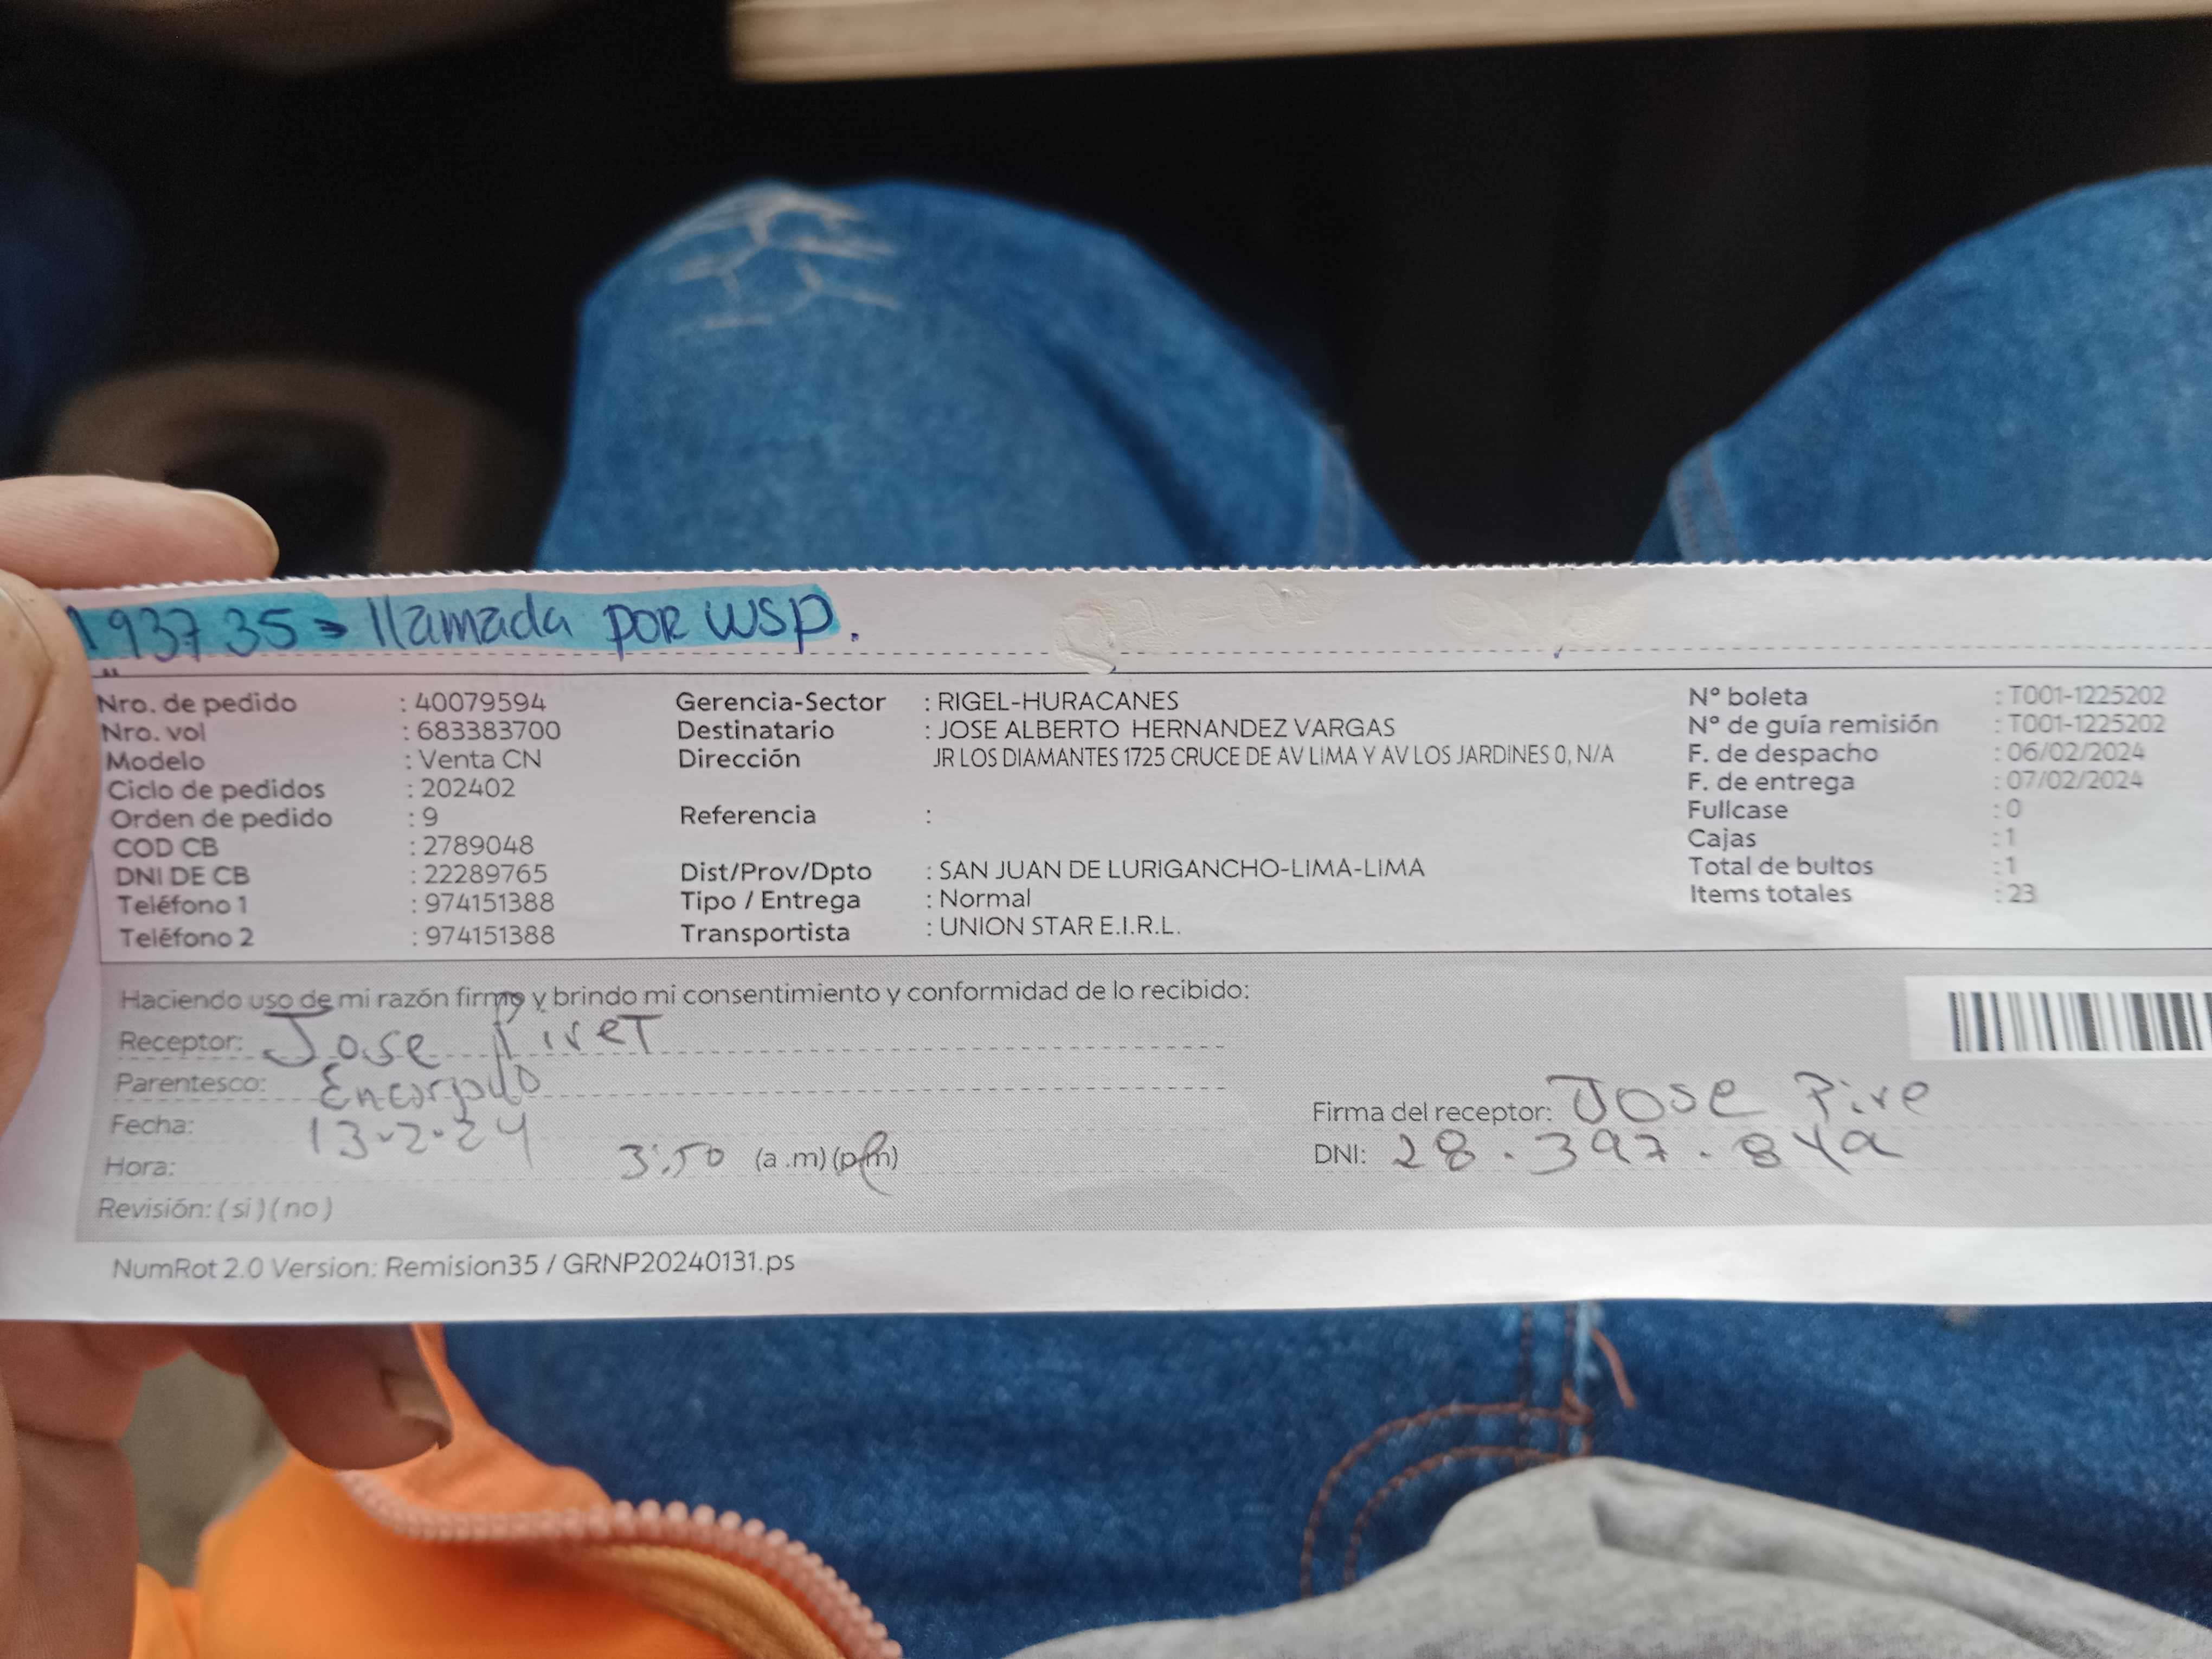 193735→ llamada por wsp.
Nro. de pedido : 40079594
Nro. vol : 683383700
Modelo : Venta CN
Ciclo de pedidos : 202402
Orden de pedido : 9
COD CB : 2789048
DNI DE CB : 22289765
Teléfono 1 : 974151388
Teléfono 2 : 974151388
Gerencia-Sector : RIGEL-HURACANES
Destinatario : JOSE ALBERTO HERNANDEZ VARGAS
Dirección JR LOS DIAMANTES 1725 CRUCE DE AV LIMA Y AV LOS JARDINES 0, N/A
Referencia :
Dist/Prov/Dpto : SAN JUAN DE LURIGANCHO-LIMA-LIMA
Tipo / Entrega : Normal
Transportista : UNION STAR E.I.R.L.
N° boleta : T001-1225202
N° de guía remisión : T001-1225202
F. de despacho : 06/02/2024
F. de entrega : 07/02/2024
Fullcase : 0
Cajas : 1
Total de bultos : 1
Items totales : 23
Haciendo uso de mi razón firmo y brindo mi consentimiento y conformidad de lo recibido:
Receptor: Jose
Parentesco: Encargado
Fecha: 13-2-24
Hora: 3:50 (a .m) (p.m)
Revisión: ( si ) ( no )
Firma del receptor: Jose Pire
DNI: 28.397.849
NumRot 2.0 Version: Remision35 / GRNP20240131.ps